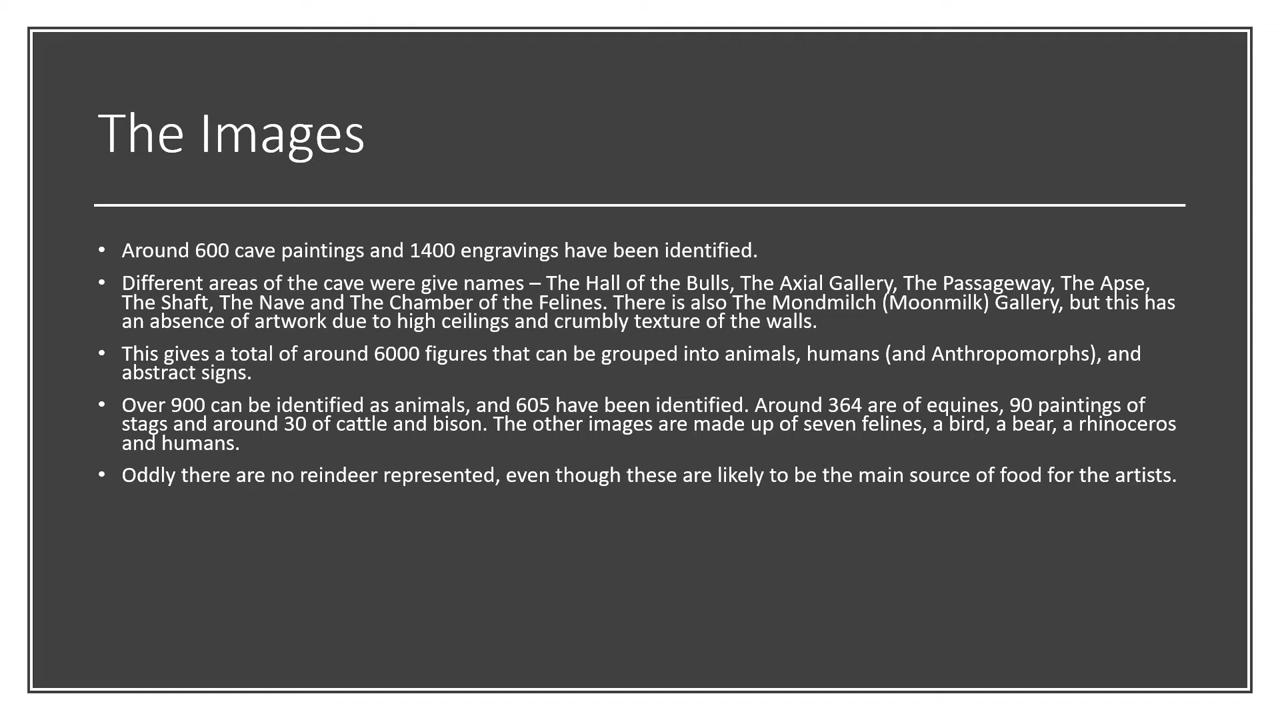 The Images
• Around 600 cave paintings and 1400 engravings have been identified.
• Different areas of the cave were give names – The Hall of the Bulls, The Axial Gallery, The Passageway, The Apse,
The Shaft, The Nave and The Chamber of the Felines. There is also The Mondmilch (Moonmilk) Gallery, but this has
an absence of artwork due to high ceilings and crumbly texture of the walls.
• This gives a total of around 6000 figures that can be grouped into animals, humans (and Anthropomorphs), and
abstract signs.
• Over 900 can be identified as animals, and 605 have been identified. Around 364 are of equines, 90 paintings of
stags and around 30 of cattle and bison. The other images are made up of seven felines, a bird, a bear, a rhinoceros
and humans.
• Oddly there are no reindeer represented, even though these are likely to be the main source of food for the artists.